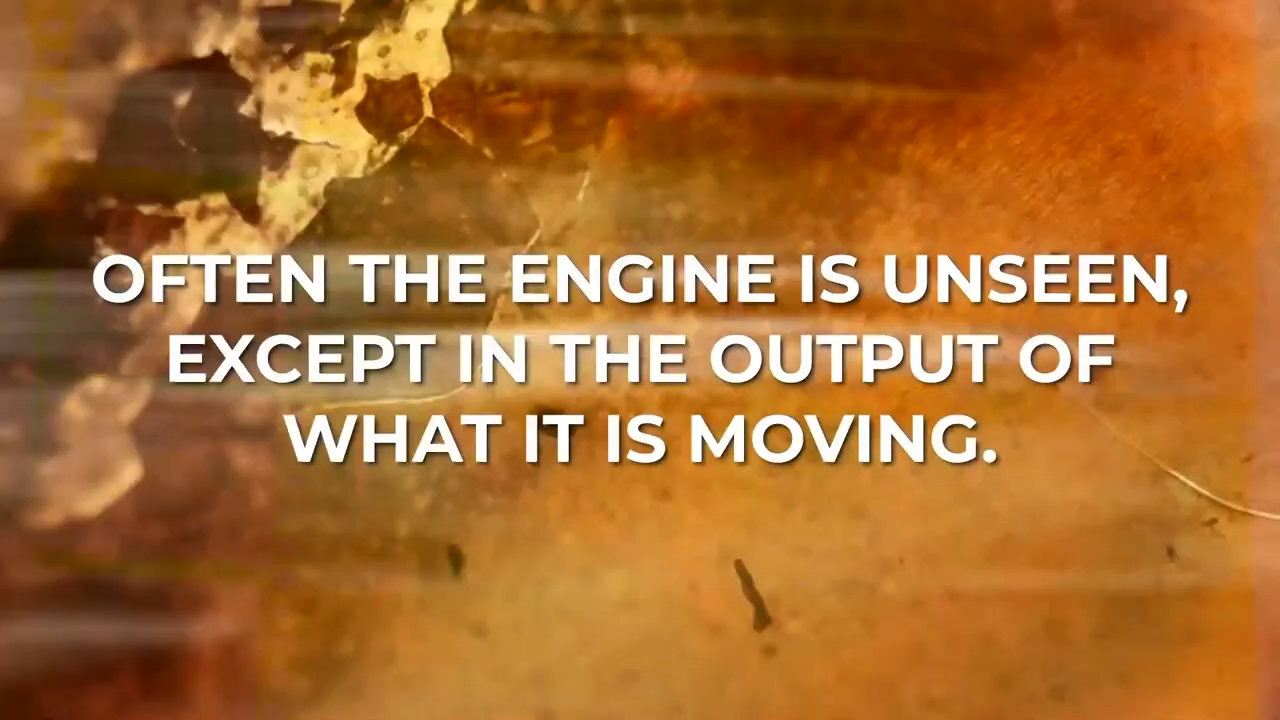 OFTEN THE ENGINE IS UNSEEN,
EXCEPT IN THE OUTPUT OF
WHAT IT IS MOVING.